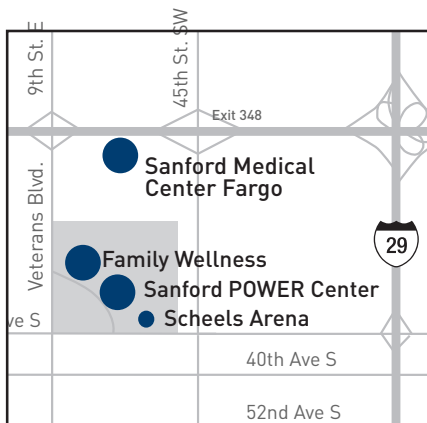 9th St. E
45th St. SW
Exit 348
Sanford Medical
Center Fargo
Veterans Blvd.
29
Family Wellness
Sanford POWER Center
ve S
Scheels Arena
40th Ave S
52nd Ave S